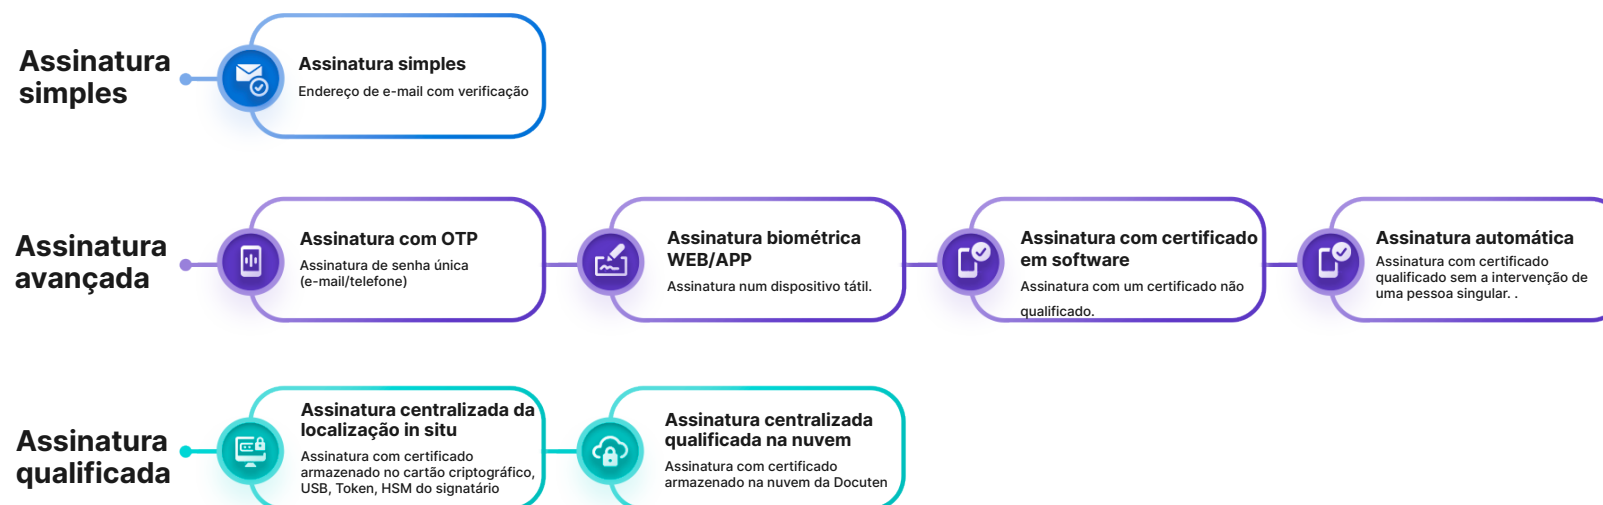 Assinatura
simples
Assinatura simples
Endereço de e-mail com verificação
Assinatura
avançada
Assinatura com OTP
Assinatura de senha única
(e-mail/telefone)
Assinatura biométrica
WEB/APP
Assinatura num dispositivo tátil.
Assinatura com certificado
em software
Assinatura com um certificado não
qualificado.
Assinatura automática
Assinatura com certificado
qualificado sem a intervenção de
uma pessoa singular. .
Assinatura
qualificada
Assinatura centralizada da
localização in situ
Assinatura com certificado
armazenado no cartão criptográfico,
USB, Token, HSM do signatário
Assinatura centralizada
qualificada na nuvem
Assinatura com certificado
armazenado na nuvem da Docuten